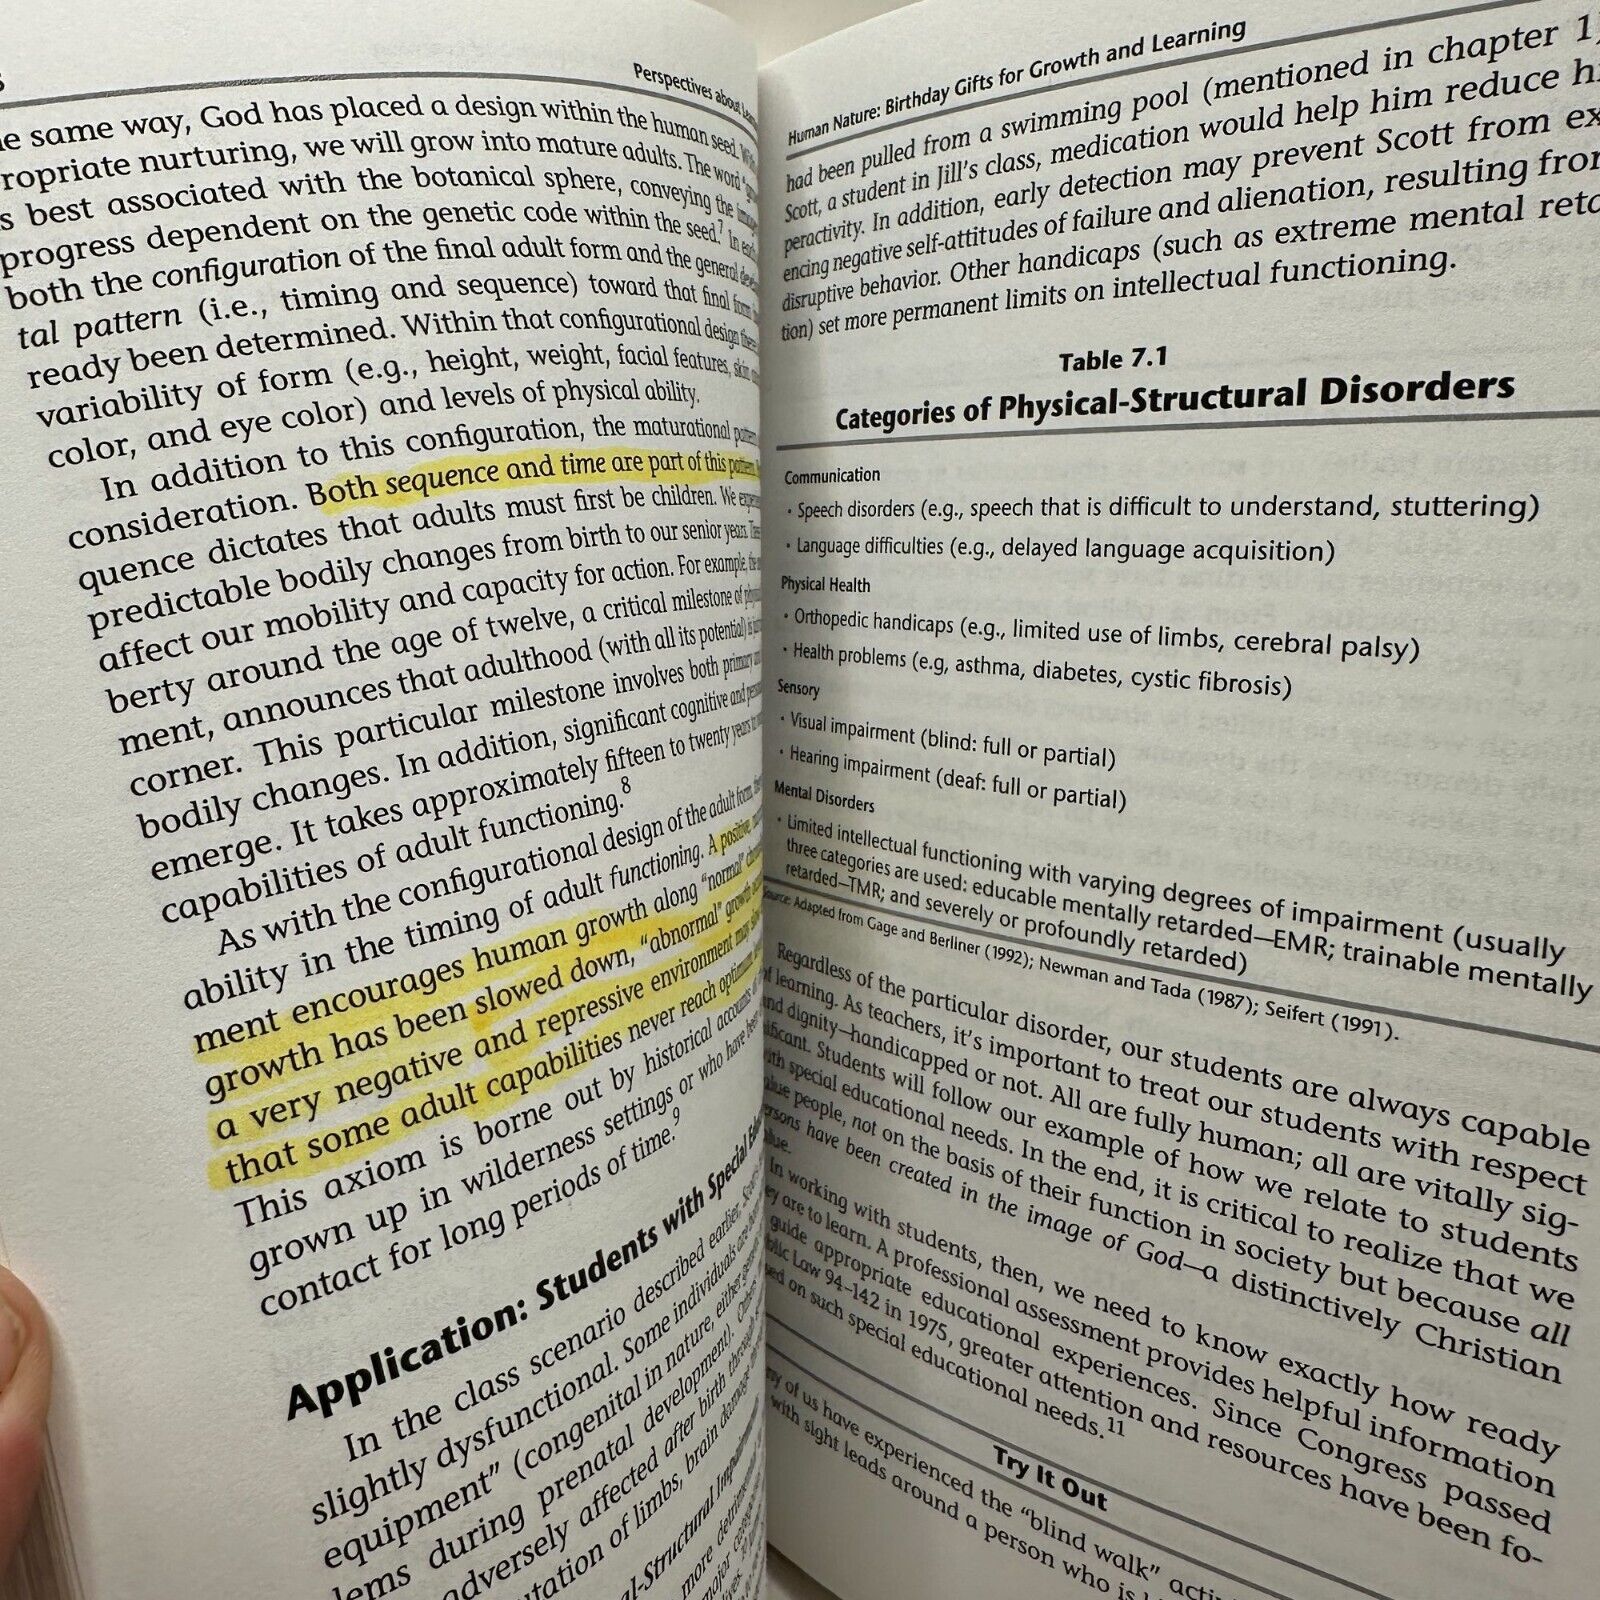 Perspectives about
same way, God has placed a design within the human seed.
ropriate nurturing, we will grow into mature adults. The word
s best associated with the botanical sphere, conveying the
progress dependent on the genetic code within the seed.7 In each
both the configuration of the final adult form and the general
tal pattern (i.e., timing and sequence) toward that final form
ready been determined. Within that configurational design
variability of form (e.g., height, weight, facial features, skin
color, and eye color) and levels of physical ability.
In addition to this configuration, the maturational pattern
consideration. Both sequence and time are part of this pattern.
quence dictates that adults must first be children. We
predictable bodily changes from birth to our senior years.
affect our mobility and capacity for action. For example, the
berty around the age of twelve, a critical milestone of
ment, announces that adulthood (with all its potential) is
corner. This particular milestone involves both primary
bodily changes. In addition, significant cognitive and
emerge. It takes approximately fifteen to twenty years to
capabilities of adult functioning.8
As with the configurational design of the adult form,
ability in the timing of adult functioning. A positive
ment encourages human growth along "normal"
growth has been slowed down, "abnormal" growth
a very negative and repressive environment may
that some adult capabilities never reach optimum
This axiom is borne out by historical accounts of
grown up in wilderness settings or who have been
contact for long periods of time.9
Application: Students with Special
In the class scenario described earlier,
slightly dysfunctional. Some individuals are
equipment" (congenital in nature, either
lems during prenatal development).
adversely affected after birth through
tation of limbs, brain damage
al-Structural
more
major
Human Nature: Birthday Gifts for Growth and Learning
had been pulled from a swimming pool (mentioned in chapter 1)
Scott, a student in Jill's class, medication would help him reduce
peractivity. In addition, early detection may prevent Scott from
encing negative self-attitudes of failure and alienation, resulting from
disruptive behavior. Other handicaps (such as extreme mental
tion) set more permanent limits on intellectual functioning.
Table 7.1
Categories of Physical-Structural Disorders
Communication
· Speech disorders (e.g., speech that is difficult to understand, stuttering)
· Language difficulties (e.g., delayed language acquisition)
Physical Health
· Orthopedic handicaps (e.g., limited use of limbs, cerebral palsy)
· Health problems (e.g, asthma, diabetes, cystic fibrosis)
Sensory
· Visual impairment (blind: full or partial)
· Hearing impairment (deaf: full or partial)
Mental Disorders
· Limited intellectual functioning with varying degrees of impairment (usually
three categories are used: educable mentally retarded—EMR; trainable mentally
retarded—TMR; and severely or profoundly retarded)
Source: Adapted from Gage and Berliner (1992); Newman and Tada (1987); Seifert (1991).
Regardless of the particular disorder, our students are always capable
of learning. As teachers, it's important to treat our students with respect
and dignity—handicapped or not. All are fully human; all are vitally sig-
nificant. Students will follow our example of how we relate to students
with special educational needs. In the end, it is critical to realize that we
value people, not on the basis of their function in society but because all
persons have been created in the image of God—a distinctively Christian
value.
In working with students, then, we need to know exactly how ready
they are to learn. A professional assessment provides helpful information
guide appropriate educational experiences. Since Congress passed
Public Law 94–142 in 1975, greater attention and resources have been fo-
on such special educational needs.11
Try It Out
of us have experienced the "blind walk"
with sight leads around a person who is